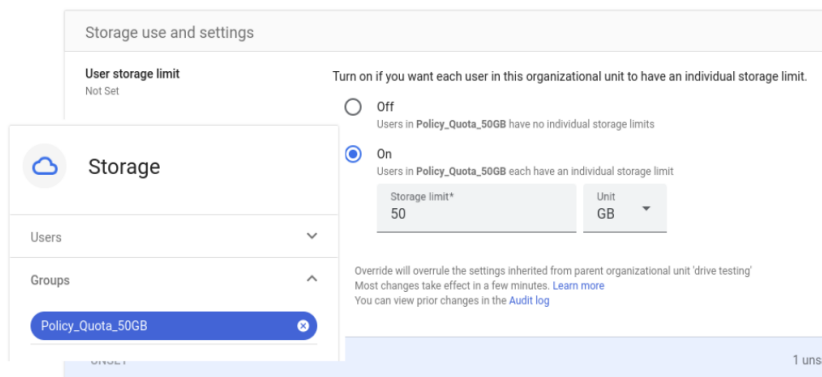 Storage use and settings
User storage limit
Not Set
Turn on if you want each user in this organizational unit to have an individual storage limit.
Off
Users in Policy_Quota_50GB have no individual storage limits
On
Users in Policy_Quota_50GB each have an individual storage limit
Storage limit*
50
Unit
GB
Override will overrule the settings inherited from parent organizational unit 'drive testing'
Most changes take effect in a few minutes. Learn more
You can view prior changes in the Audit log
Storage
Users
Groups
Policy_Quota_50GB
UNSET
1 uns